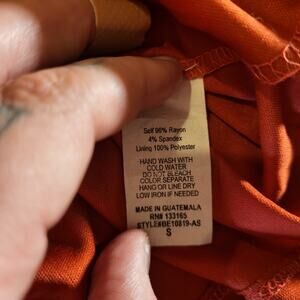 Self 96% Rayon
4% Spandex
Lining 100% Polyester
HAND WASH WITH
COLD WATER
DO NOT BLEACH
COLOR SEPARATE
HANG OR LINE DRY
LOW IRON IF NEEDED
MADE IN GUATEMALA
RN# 133165
STYLE#BE10819-AS
S